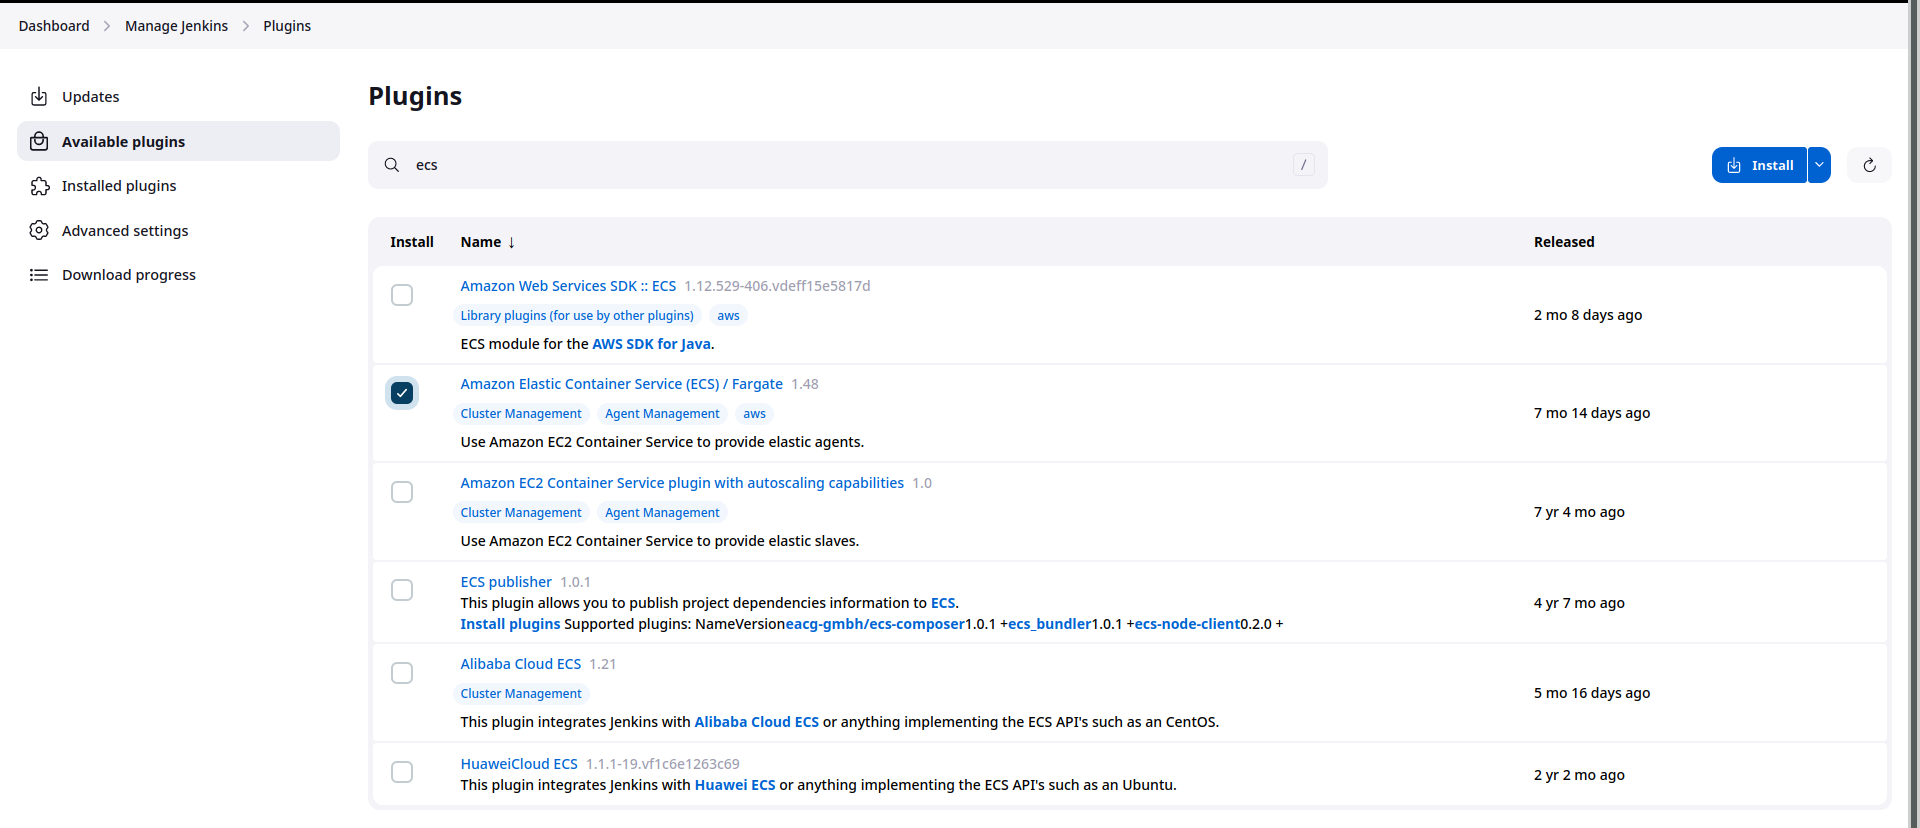 Dashboard > Manage Jenkins > Plugins
Updates
Available plugins
Installed plugins
Advanced settings
Download progress
Plugins
ecs /
Install
Install Name ↓ Released
Amazon Web Services SDK :: ECS 1.12.529-406.vdeff15e5817d
Library plugins (for use by other plugins) aws
ECS module for the AWS SDK for Java.
2 mo 8 days ago
Amazon Elastic Container Service (ECS) / Fargate 1.48
Cluster Management Agent Management aws
Use Amazon EC2 Container Service to provide elastic agents.
7 mo 14 days ago
Amazon EC2 Container Service plugin with autoscaling capabilities 1.0
Cluster Management Agent Management
Use Amazon EC2 Container Service to provide elastic slaves.
7 yr 4 mo ago
ECS publisher 1.0.1
This plugin allows you to publish project dependencies information to ECS.
Install plugins Supported plugins: NameVersioneacg-gmbh/ecs-composer1.0.1 +ecs_bundler1.0.1 +ecs-node-client0.2.0 +
4 yr 7 mo ago
Alibaba Cloud ECS 1.21
Cluster Management
This plugin integrates Jenkins with Alibaba Cloud ECS or anything implementing the ECS API's such as an CentOS.
5 mo 16 days ago
HuaweiCloud ECS 1.1.1-19.vf1c6e1263c69
This plugin integrates Jenkins with Huawei ECS or anything implementing the ECS API's such as an Ubuntu.
2 yr 2 mo ago